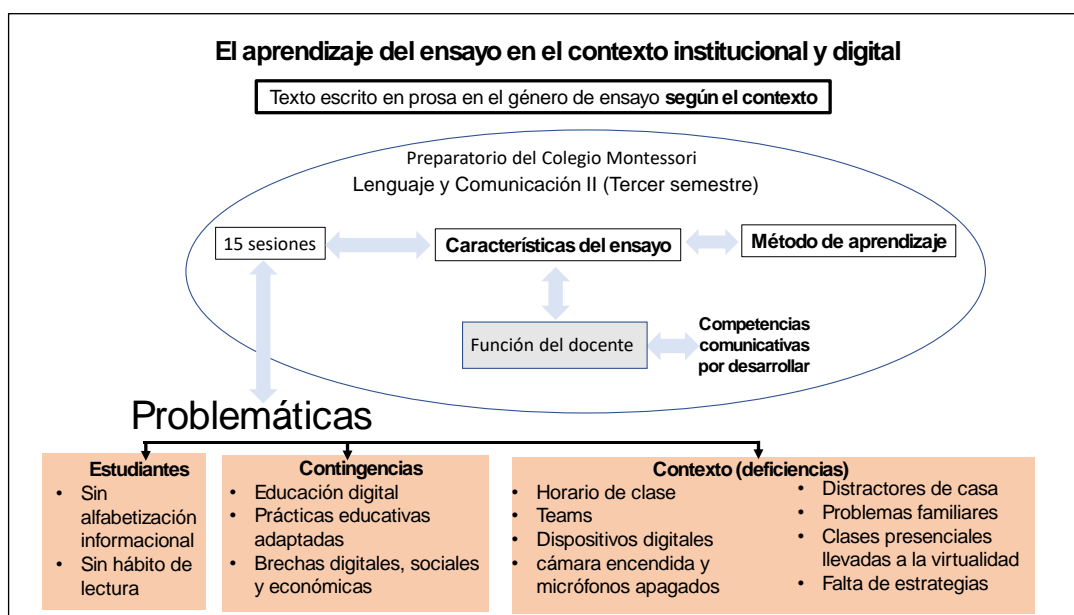 El aprendizaje del ensayo en el contexto institucional y digital
Texto escrito en prosa en el género de ensayo según el contexto
Preparatorio del Colegio Montessori
Lenguaje y Comunicación II (Tercer semestre)
15 sesiones
Características del ensayo
Método de aprendizaje
Función del docente
Competencias
comunicativas
por desarrollar
Problemáticas
Estudiantes
• Sin
alfabetización
informacional
• Sin hábito de
lectura
Contingencias
• Educación digital
• Prácticas educativas
adaptadas
• Brechas digitales, sociales
y económicas
Contexto (deficiencias)
• Horario de clase
• Teams
• Dispositivos digitales
• cámara encendida y
micrófonos apagados
• Distractores de casa
• Problemas familiares
• Clases presenciales
llevadas a la virtualidad
• Falta de estrategias